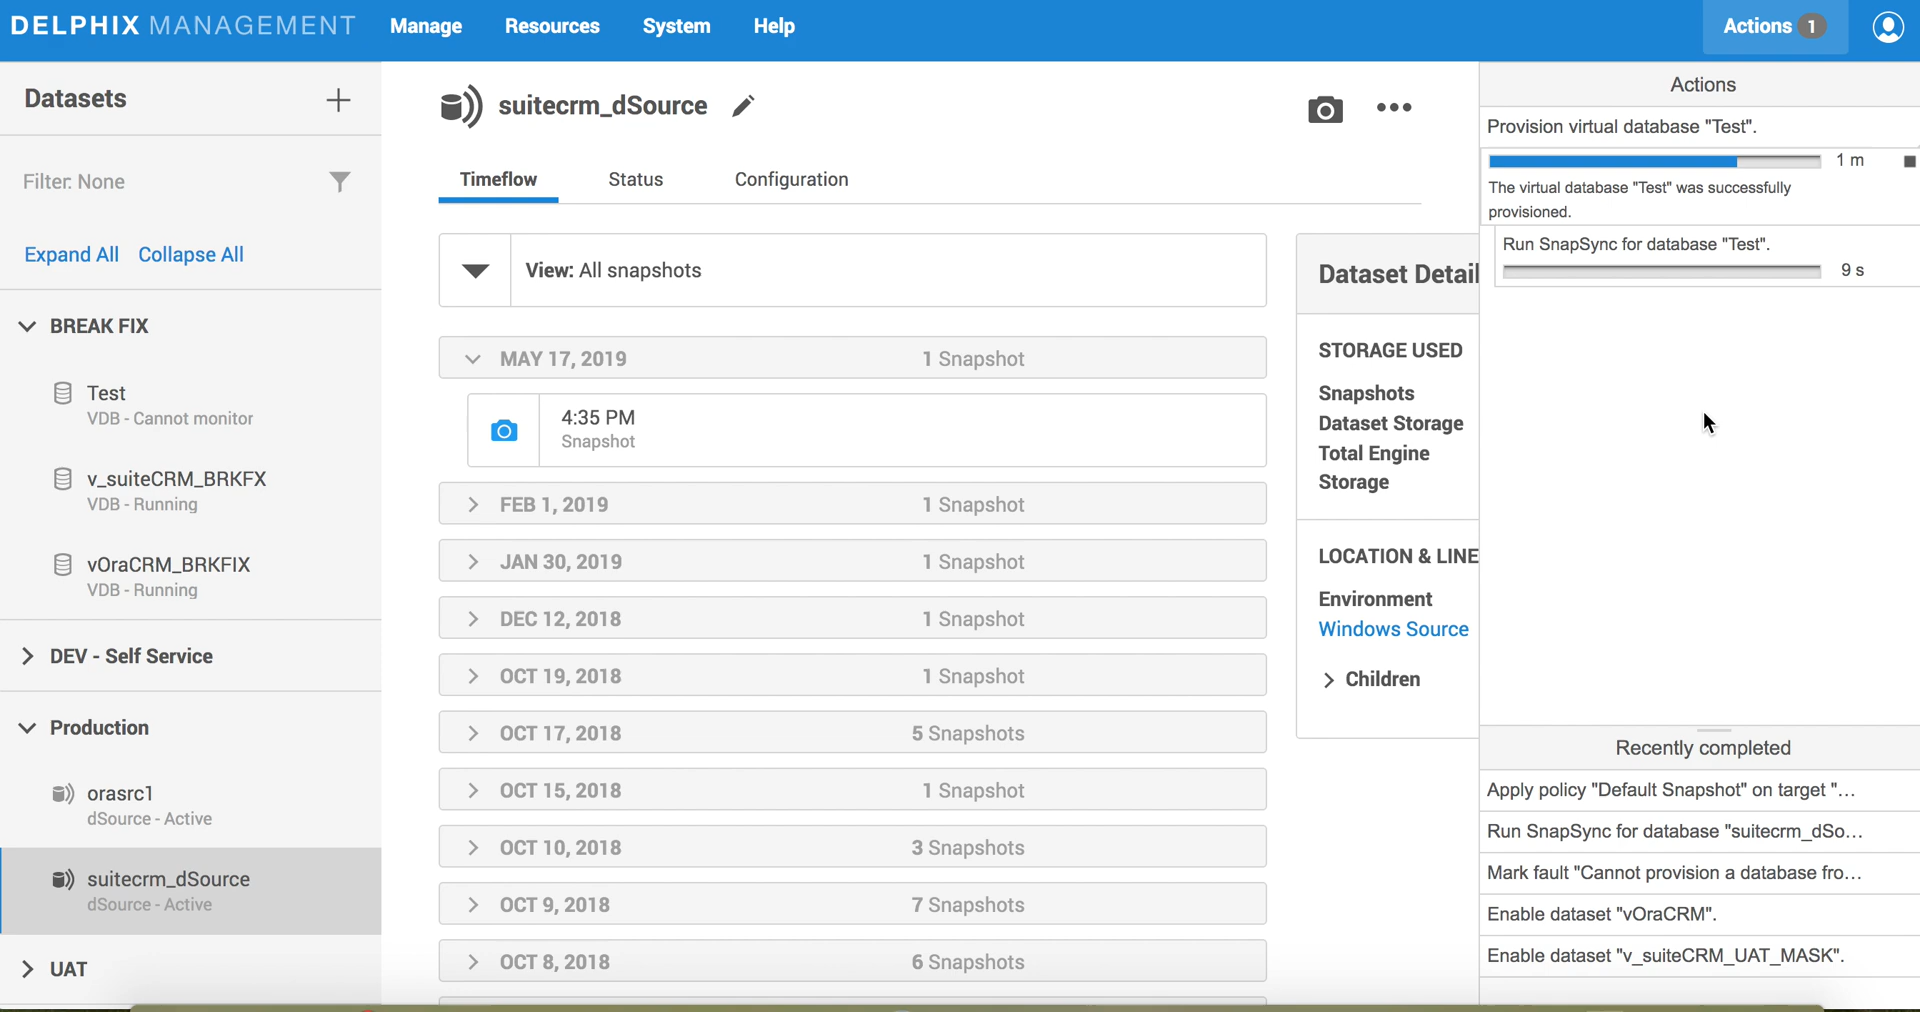 DELPHIX MANAGEMENT
Manage
Resources
System
Help
Actions 1
Datasets
Filter: None
Expand All Collapse All
BREAK FIX
Test
VDB - Cannot monitor
v_suiteCRM_BRKFX
VDB - Running
vOraCRM_BRKFIX
VDB - Running
DEV - Self Service
Production
orasrc1
dSource - Active
suitecrm_dSource
dSource - Active
UAT
suitecrm_dSource
Timeflow
Status
Configuration
View: All snapshots
MAY 17, 2019 1 Snapshot
4:35 PM
Snapshot
FEB 1, 2019 1 Snapshot
JAN 30, 2019 1 Snapshot
DEC 12, 2018 1 Snapshot
OCT 19, 2018 1 Snapshot
OCT 17, 2018 5 Snapshots
OCT 15, 2018 1 Snapshot
OCT 10, 2018 3 Snapshots
OCT 9, 2018 7 Snapshots
OCT 8, 2018 6 Snapshots
Dataset Detail
STORAGE USED
Snapshots
Dataset Storage
Total Engine
Storage
LOCATION & LINE
Environment
Windows Source
Children
Actions
Provision virtual database "Test".
1 m
The virtual database "Test" was successfully
provisioned.
Run SnapSync for database "Test".
9 s
Recently completed
Apply policy "Default Snapshot" on target "...
Run SnapSync for database "suitecrm_dSo...
Mark fault "Cannot provision a database fro...
Enable dataset "vOraCRM".
Enable dataset "v_suiteCRM_UAT_MASK".